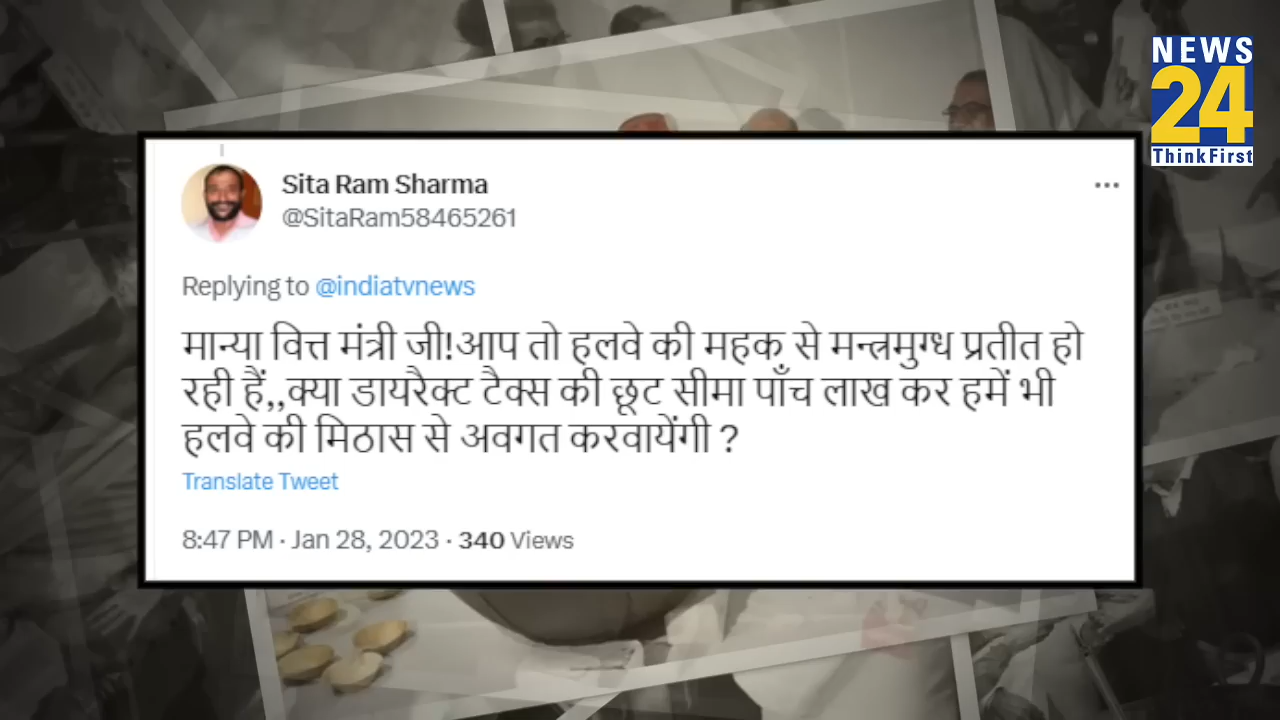 NEWS
24
ThinkFirst
Sita Ram Sharma
@SitaRam58465261
Replying to @indiatvnews
मान्या वित्त मंत्री जी!आप तो हलवे की महक से मन्त्रमुग्ध प्रतीत हो
रही हैं,,क्या डायरैक्ट टैक्स की छूट सीमा पाँच लाख कर हमें भी
हलवे की मिठास से अवगत करवायेंगी ?
Translate Tweet
8:47 PM · Jan 28, 2023 · 340 Views